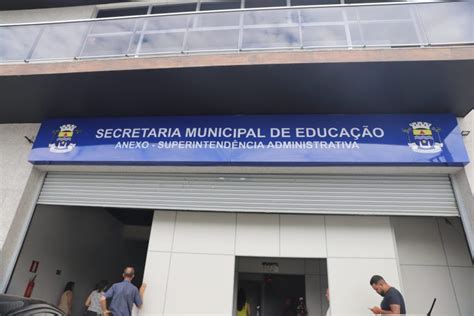 SECRETARIA MUNICIPAL DE EDUCAÇÃO
ANEXO - SUPERINTENDÊNCIA ADMINISTRATIVA